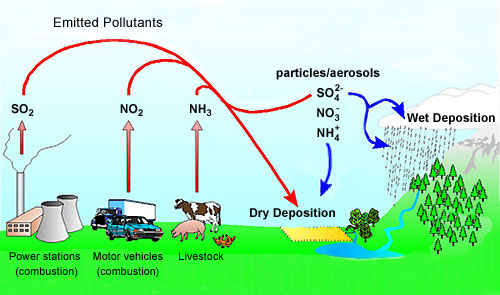 Emitted Pollutants
particles/aerosols
SO₂
NO₂
NH₃
SO₄²⁻
NO₃⁻
NH₄⁺
Wet Deposition
Dry Deposition
Power stations
(combustion)
Motor vehicles
(combustion)
Livestock